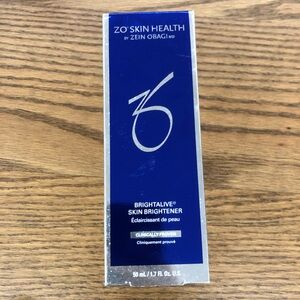 ZO® SKIN HEALTH
BY ZEIN OBAGI MD
BRIGHTALIVE®
SKIN BRIGHTENER
Éclaircissant de peau
CLINICALLY PROVEN
Cliniquement prouvé
50 mL / 1.7 Fl. Oz. U.S.